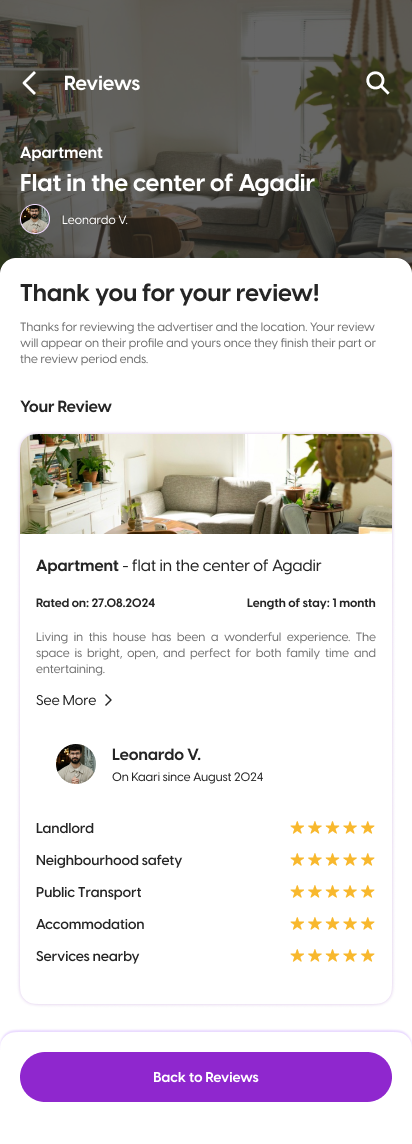 Reviews
Apartment
Flat in the center of Agadir
Leonardo V.
Thank you for your review!
Thanks for reviewing the advertiser and the location. Your review
will appear on their profile and yours once they finish their part or
the review period ends.
Your Review
Apartment - flat in the center of Agadir
Rated on: 27.08.2024
Length of stay: 1 month
Living in this house has been a wonderful experience. The
space is bright, open, and perfect for both family time and
entertaining.
See More
Leonardo V.
On Kaari since August 2024
Landlord
Neighbourhood safety
Public Transport
Accommodation
Services nearby
Back to Reviews